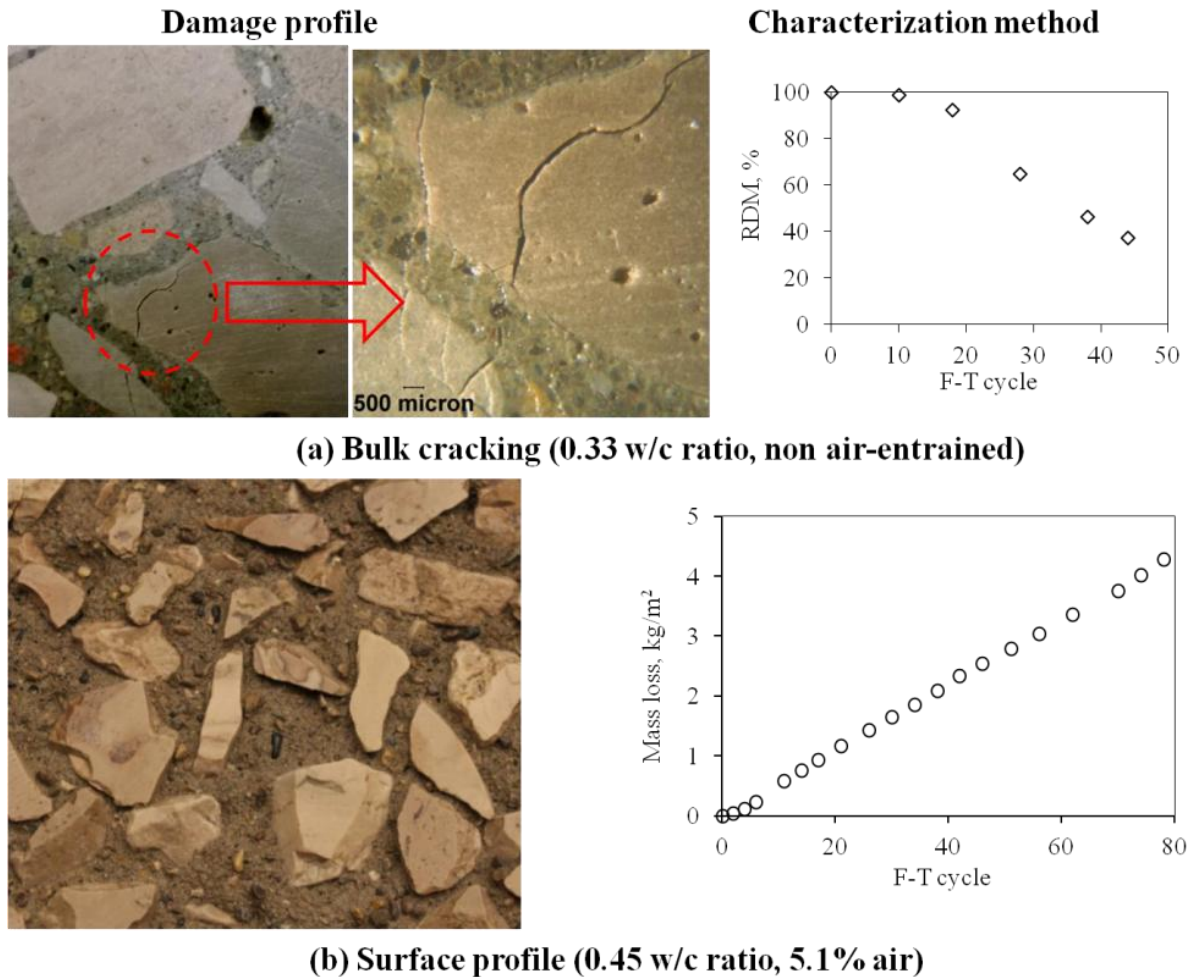 Damage profile
Characterization method
500 micron
100
80
60
40
20
0
RDM, %
0 10 20 30 40 50
F-T cycle
(a) Bulk cracking (0.33 w/c ratio, non air-entrained)
5
4
3
2
1
0
Mass loss, kg/m²
0 20 40 60 80
F-T cycle
(b) Surface profile (0.45 w/c ratio, 5.1% air)